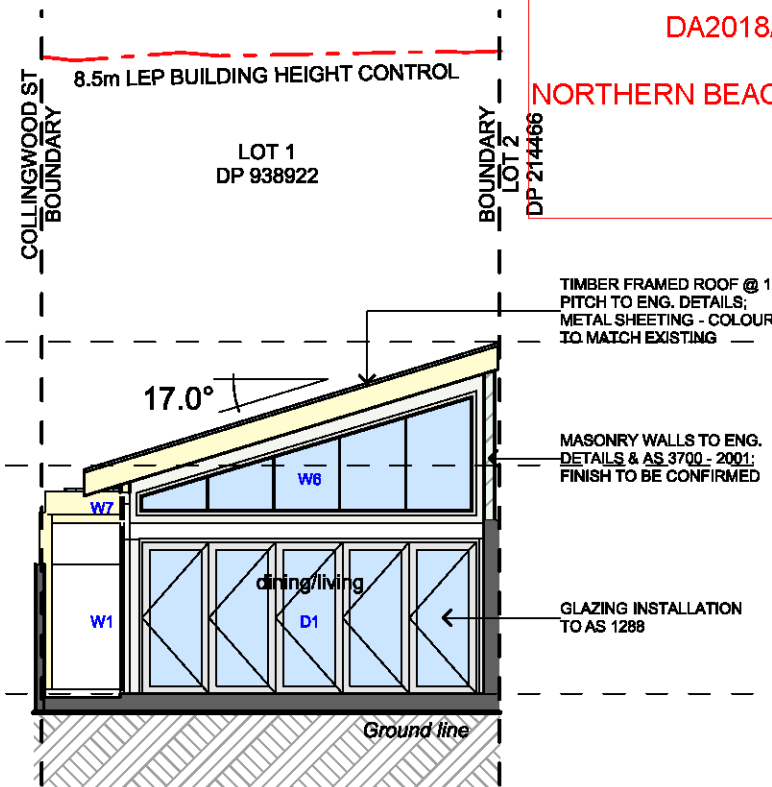 DA2018/
NORTHERN BEAC
8.5m LEP BUILDING HEIGHT CONTROL
COLLINGWOOD ST
BOUNDARY
LOT 1
DP 938922
BOUNDARY
LOT 2
DP 214466
TIMBER FRAMED ROOF @ 1
PITCH TO ENG. DETAILS;
METAL SHEETING - COLOUR
TO MATCH EXISTING
17.0°
MASONRY WALLS TO ENG.
DETAILS & AS 3700 - 2001;
FINISH TO BE CONFIRMED
W6
W7
dining/living
W1
D1
GLAZING INSTALLATION
TO AS 1288
Ground line